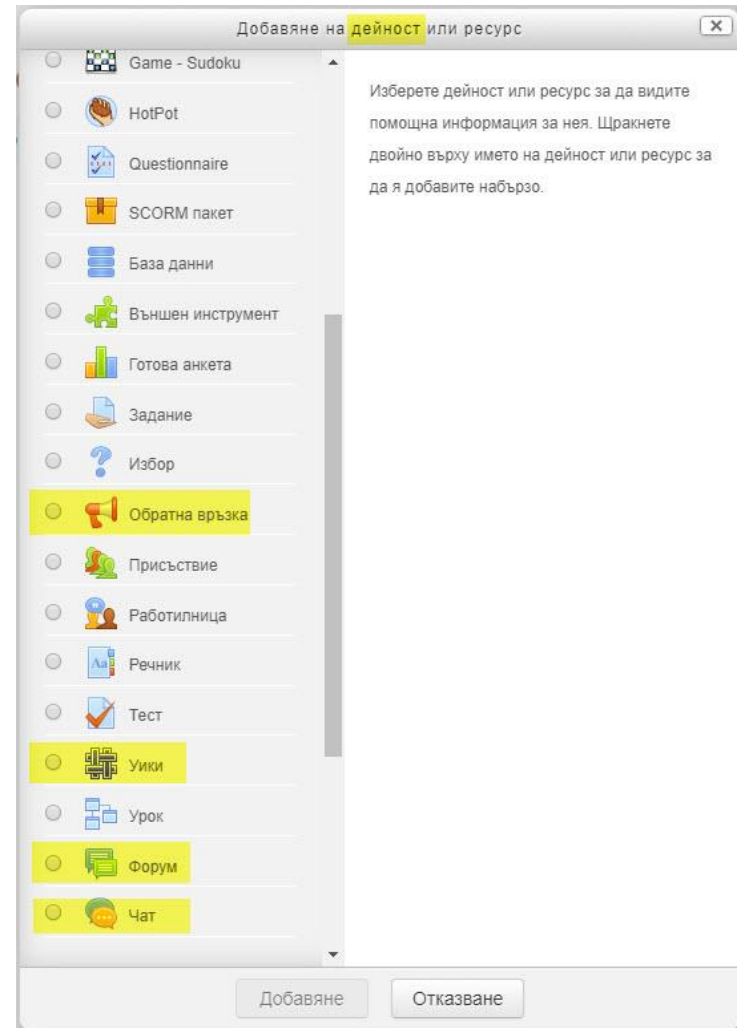 Добавяне на дейност или ресурс
Game - Sudoku
HotPot
Questionnaire
SCORM пакет
База данни
Външен инструмент
Готова анкета
Задание
Избор
Обратна връзка
Присъствие
Работилница
Речник
Тест
Уики
Урок
Форум
Чат
Изберете дейност или ресурс за да видите
помощна информация за нея. Щракнете
двойно върху името на дейност или ресурс за
да я добавите набързо.
Добавяне
Отказване